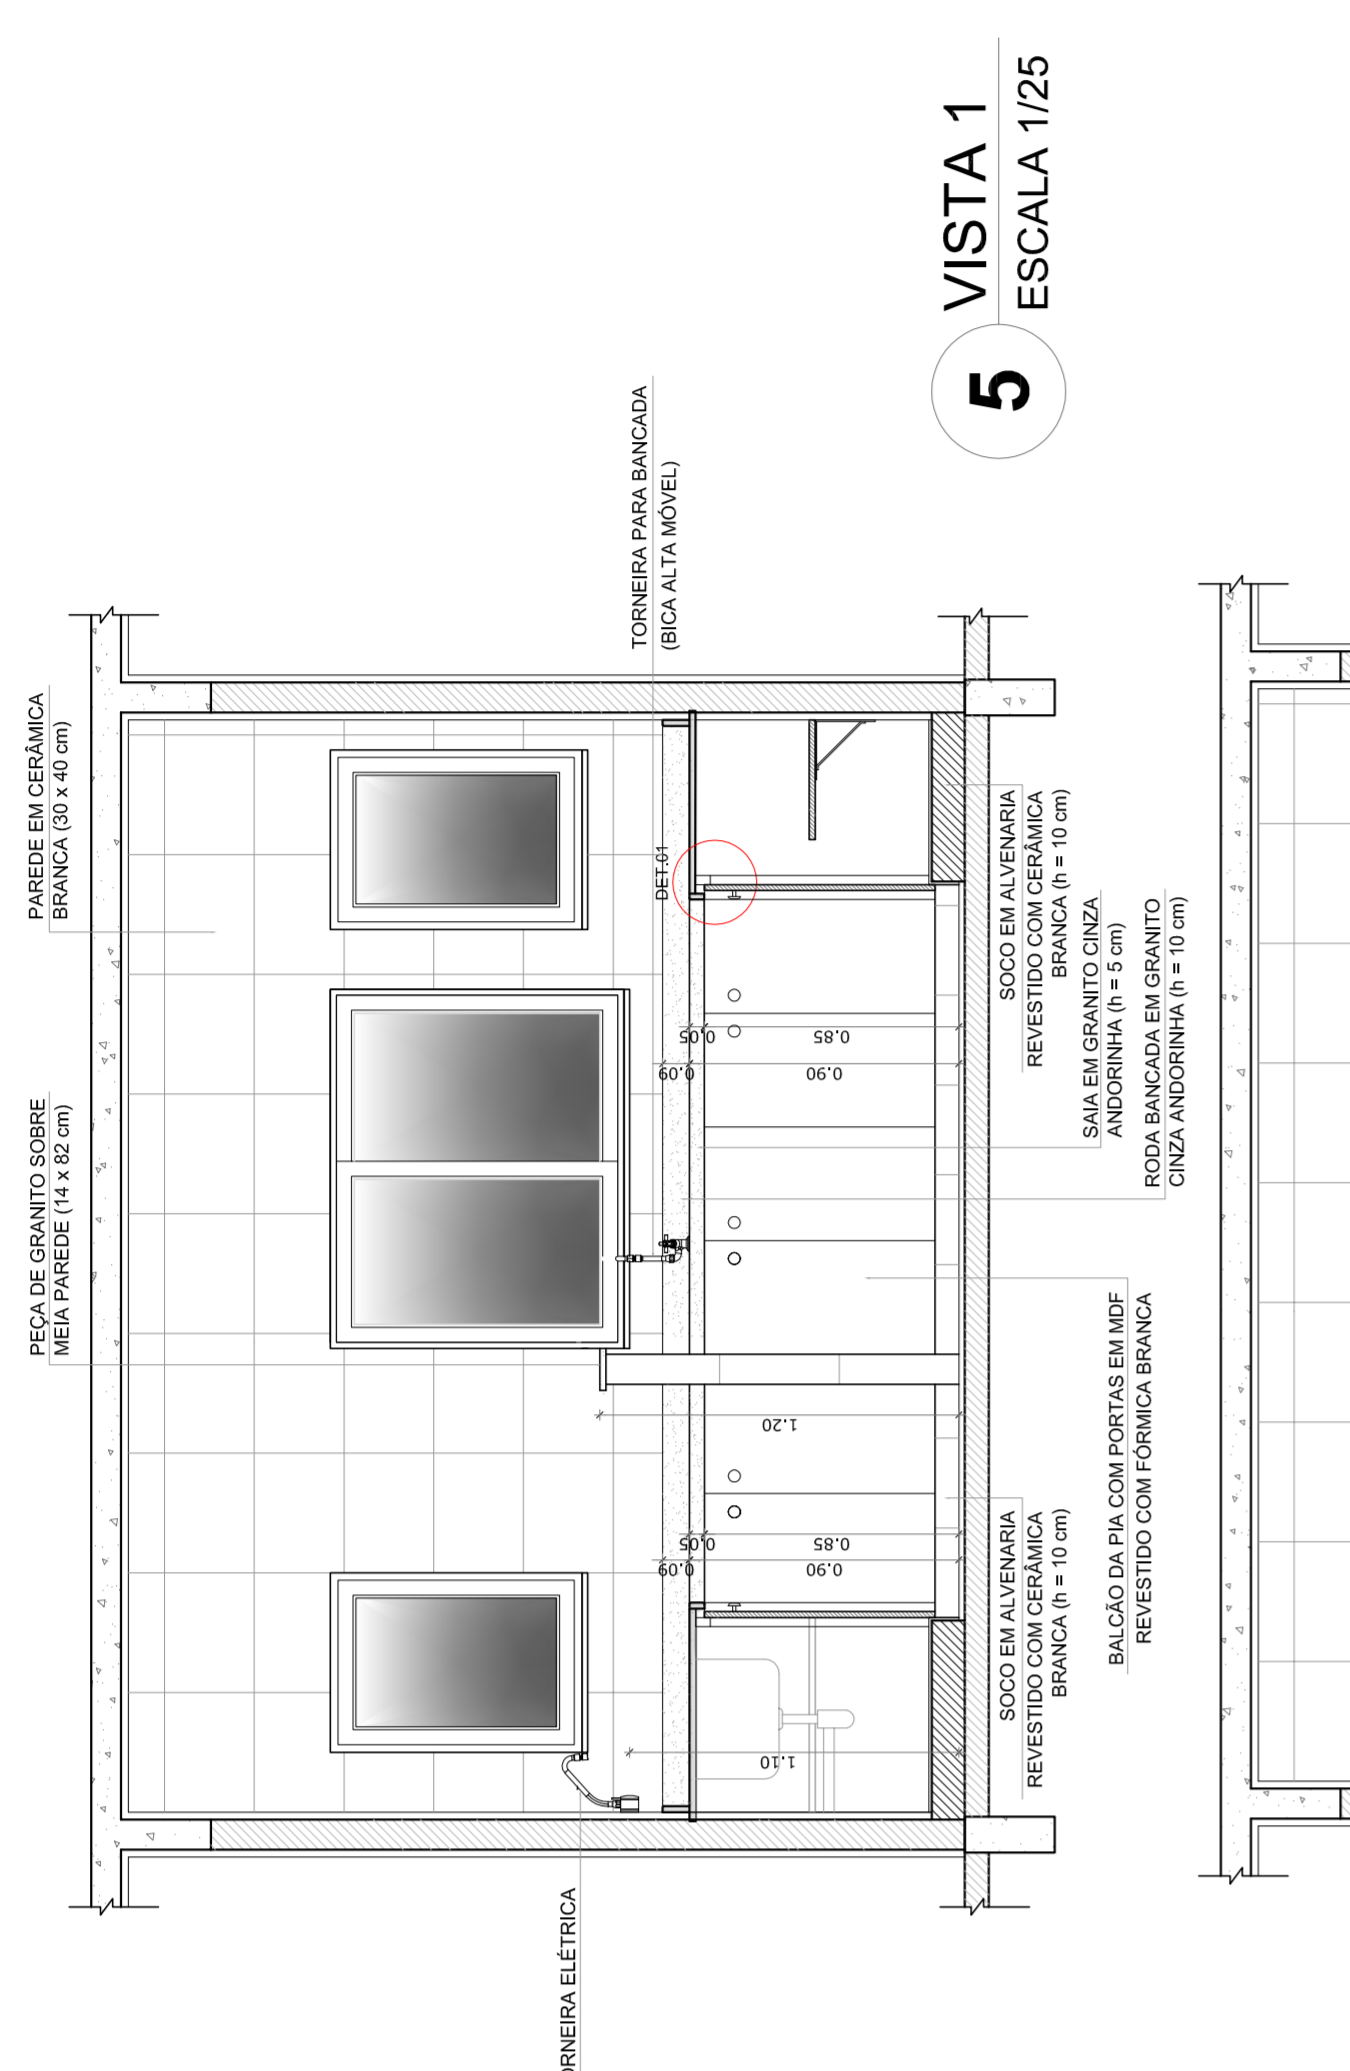 PAREDE EM CERÂMICA
BRANCA (30 x 40 cm)
PEÇA DE GRANITO SOBRE
MEIA PAREDE (14 x 82 cm)
TORNEIRA PARA BANCADA
(BICA ALTA MÓVEL)
ORNEIRA ELÉTRICA
DET.01
0.05
0.85
0.09
0.90
1.20
0.05
0.85
0.09
0.90
1.10
SOCO EM ALVENARIA
REVESTIDO COM CERÂMICA
BRANCA (h = 10 cm)
SAIA EM GRANITO CINZA
ANDORINHA (h = 5 cm)
RODA BANCADA EM GRANITO
CINZA ANDORINHA (h = 10 cm)
SOCO EM ALVENARIA
REVESTIDO COM CERÂMICA
BRANCA (h = 10 cm)
BALCÃO DA PIA COM PORTAS EM MDF
REVESTIDO COM FÓRMICA BRANCA
5
VISTA 1
ESCALA 1/25